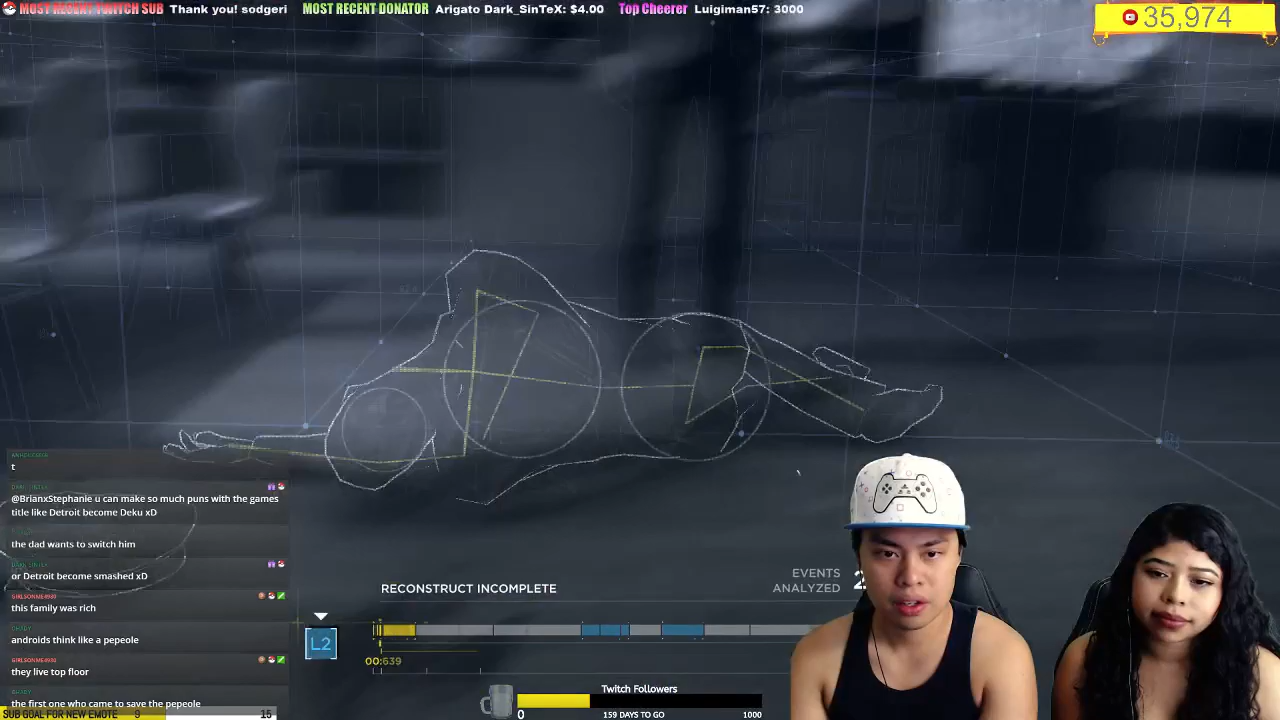 MOST RECENT TWITCH SUB Thank you! sodgeri MOST RECENT DONATOR Arigato Dark_SinTeX: $4.00 Top Cheerer Luigiman57: 3000
35,974
t
@BrianxStephanie u can make so much puns with the games
title like Detroit become Deku xD
the dad wants to switch him
or Detroit become smashed xD
this family was rich
androids think like a pepeole
they live top floor
the first one who came to save the pepeole
SUB GOAL FOR NEW EMOTE 9 15
RECONSTRUCT INCOMPLETE
EVENTS
ANALYZED
L2
00:639
Twitch Followers
0 159 DAYS TO GO 1000